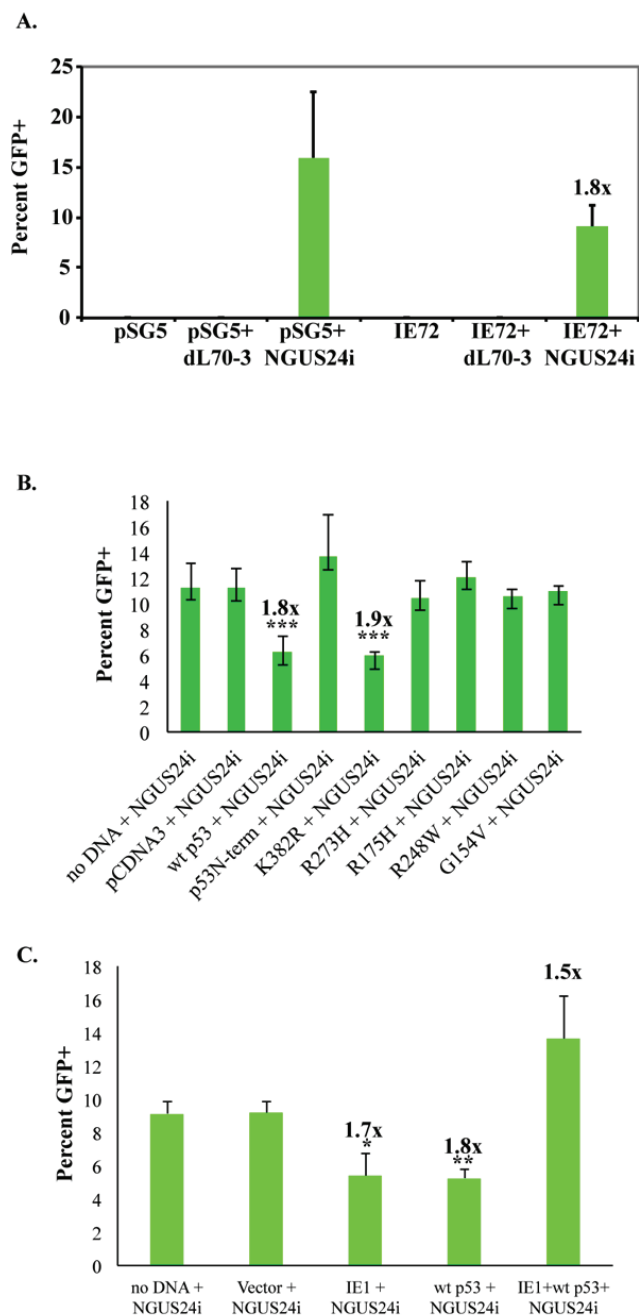 A.
Percent GFP+
25
20
15
10
5
0
1.8x
pSG5 pSG5+ pSG5+ IE72 IE72+ IE72+
dL70-3 NGUS24i dL70-3 NGUS24i
B.
Percent GFP+
18
16
14
12
10
8
6
4
2
0
1.8x
***
1.9x
***
no DNA + NGUS24i
pCDNA3 + NGUS24i
wt p53 + NGUS24i
p53N-term + NGUS24i
K382R + NGUS24i
R273H + NGUS24i
R175H + NGUS24i
R248W + NGUS24i
G154V + NGUS24i
C.
Percent GFP+
18
16
14
12
10
8
6
4
2
0
1.7x
*
1.8x
**
1.5x
no DNA + Vector + IE1 + wt p53 + IE1+wt p53+
NGUS24i NGUS24i NGUS24i NGUS24i NGUS24i